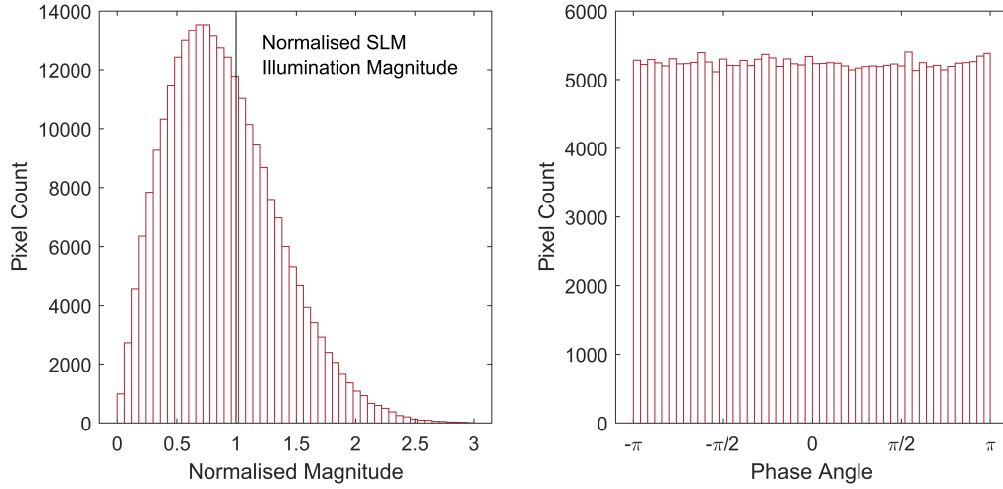 14000
12000
10000
8000
6000
4000
2000
0
Pixel Count
Normalised SLM
Illumination Magnitude
0 0.5 1 1.5 2 2.5 3
Normalised Magnitude
6000
5000
4000
3000
2000
1000
0
Pixel Count
-π -π/2 0 π/2 π
Phase Angle